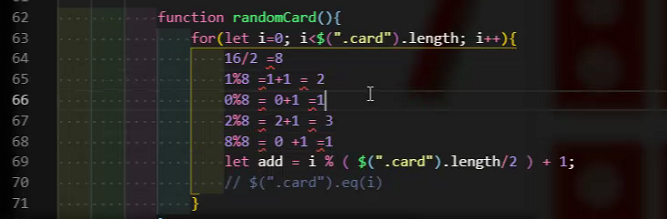 62 function randomCard(){
63 for(let i=0; i<$(".card").length; i++){
64 16/2 =8
65 1%8 =1+1 = 2
66 0%8 = 0+1 =1
67 2%8 = 2+1 = 3
68 8%8 = 0 +1 =1
69 let add = i % ( $(".card").length/2 ) + 1;
70 // $(".card").eq(i)
71 }